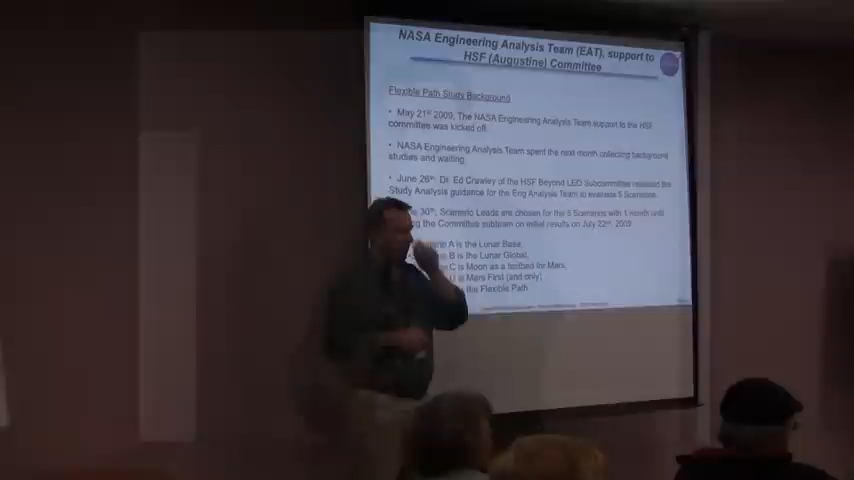 NASA Engineering Analysis Team (EAT), support to
HSF (Augustine) Committee
Flexible Path Study Background
• May 21st 2009, The NASA Engineering Analysis Team support to the HSF
committee was kicked off.
• NASA Engineering Analysis Team spent the next month collecting background
studies and waiting
• June 26th: Dr. Ed Crawley of the HSF Beyond LEO Subcommittee released the
Study Analysis guidance for the Eng Analysis Team to evaluate 5 Scenarios.
30th, Scenario Leads are chosen for the 5 Scenarios with 1 month until
the Committee subteam on initial results on July 22nd, 2009
A is the Lunar Base,
B is the Lunar Global,
C is Moon as a testbed for Mars,
is Mars First (and only)
the Flexible Path